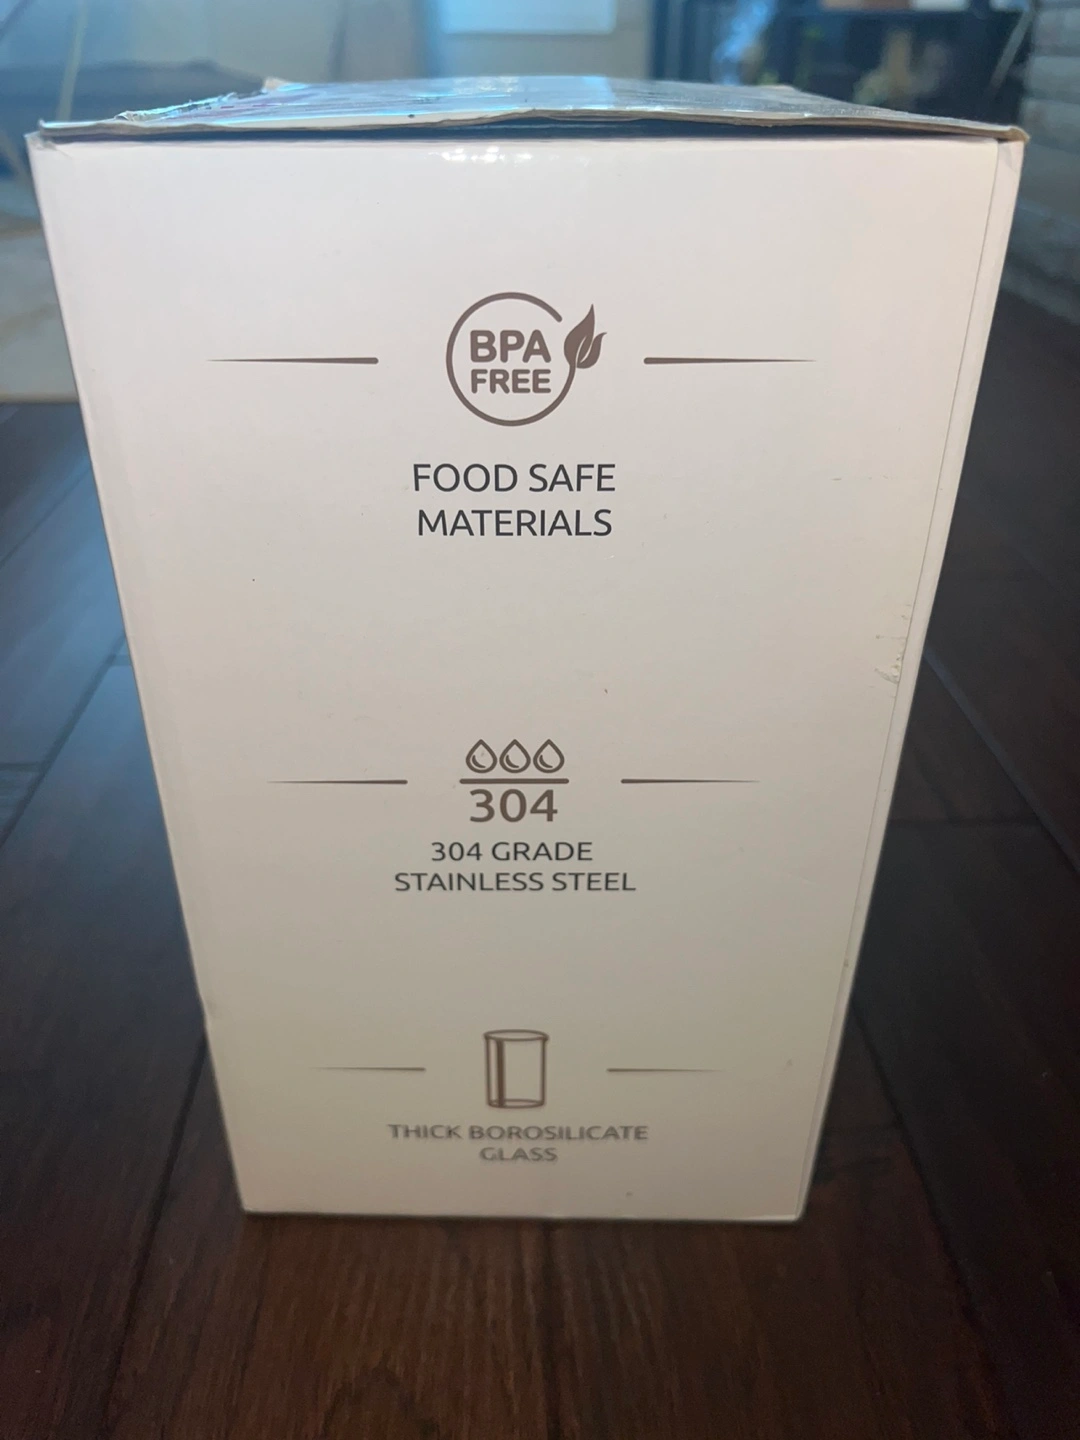 BPA
FREE
FOOD SAFE
MATERIALS
304
304 GRADE
STAINLESS STEEL
THICK BOROSILICATE
GLASS